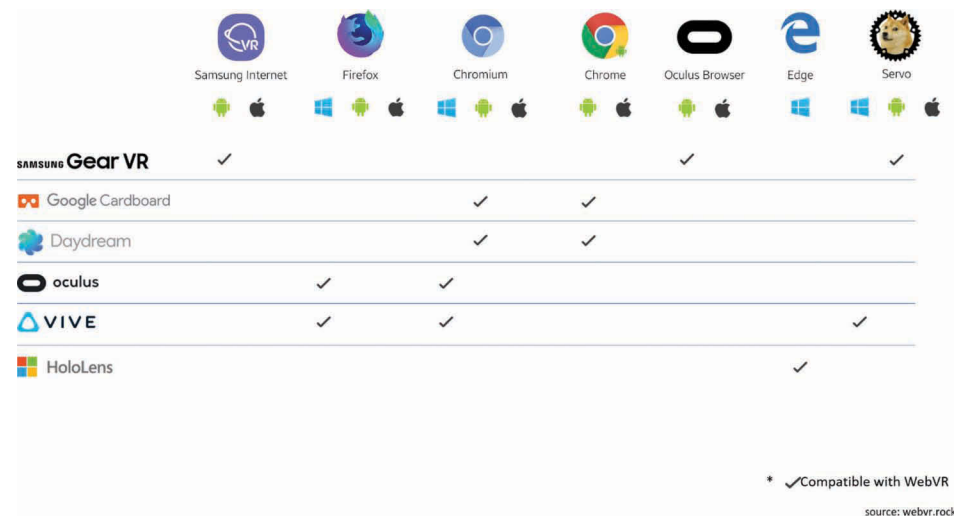 VR
Samsung Internet Firefox Chromium Chrome Oculus Browser Edge Servo
SAMSUNG Gear VR
Google Cardboard
Daydream
oculus
VIVE
HoloLens
* ✓Compatible with WebVR
source: webvr.rock